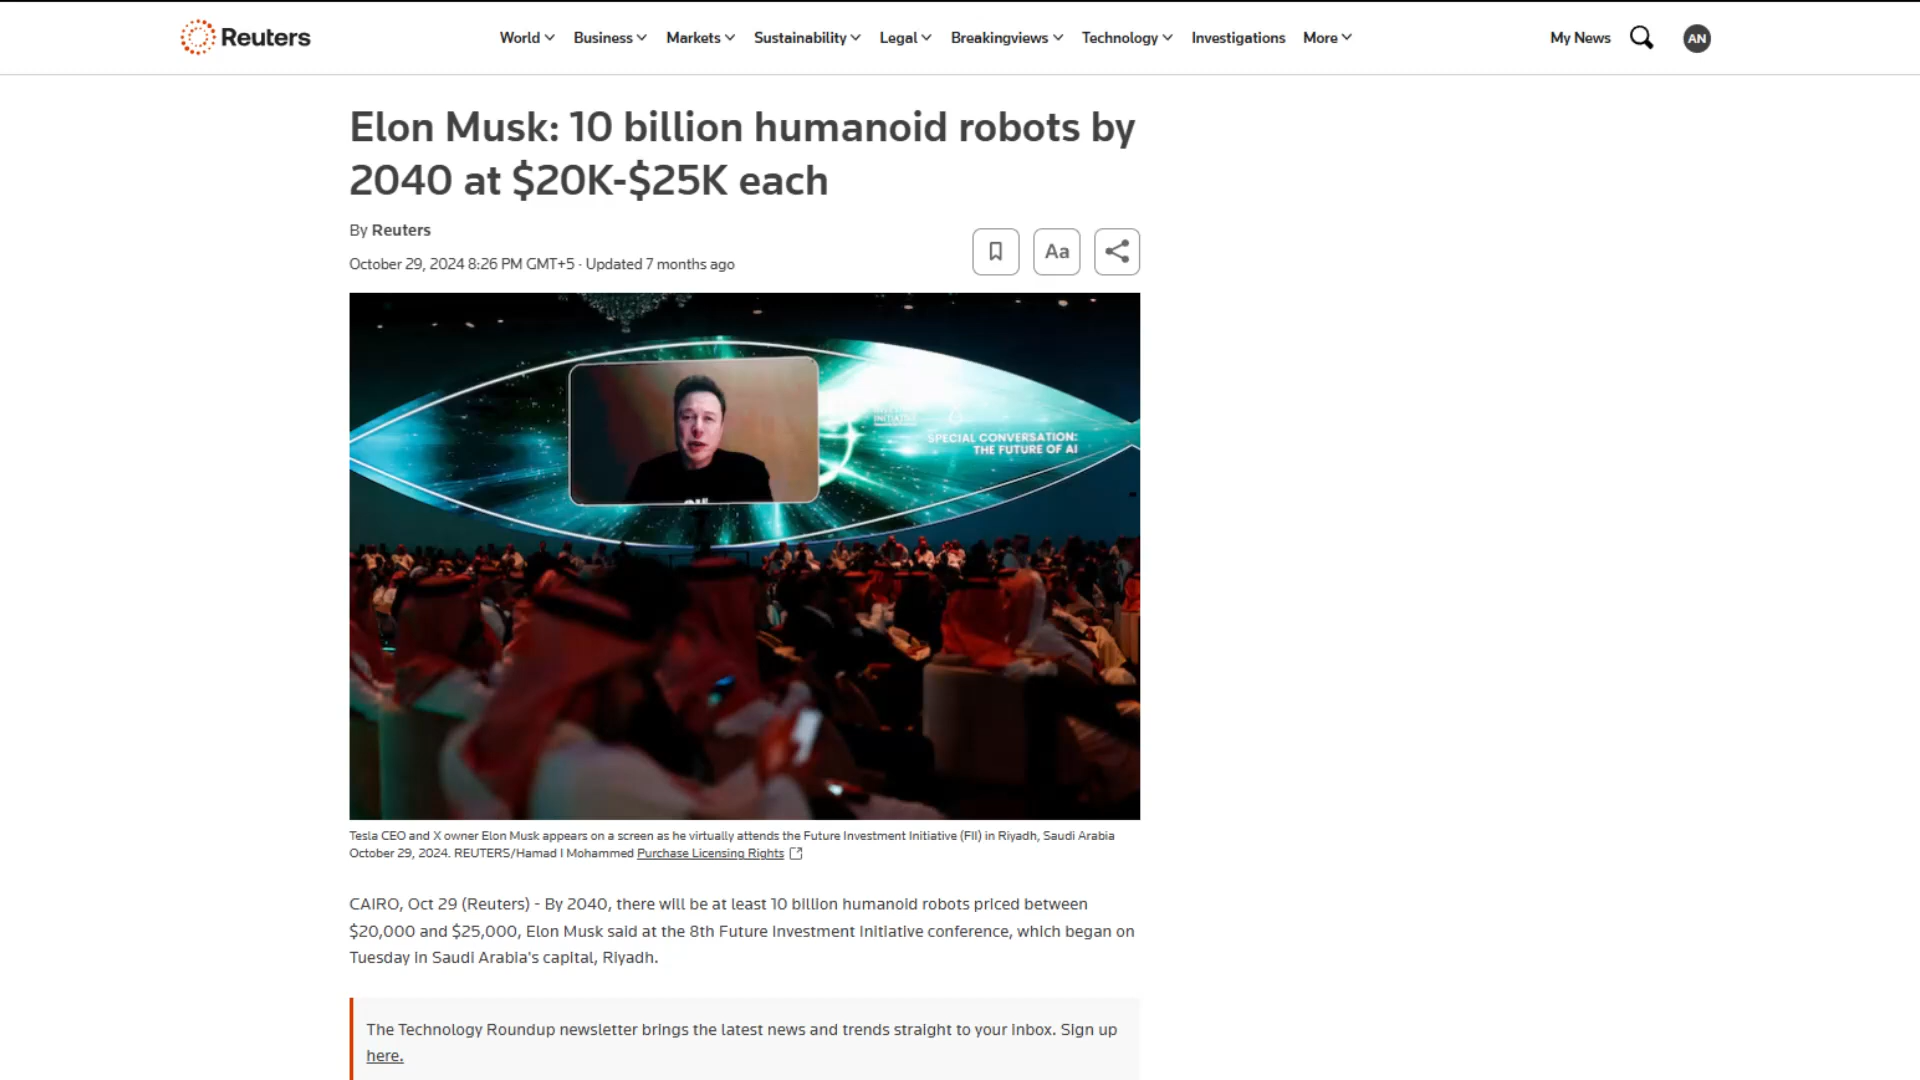 Reuters
World
Business
Markets
Sustainability
Legal
Breakingviews
Technology
Investigations
More
My News
AN
Elon Musk: 10 billion humanoid robots by
2040 at $20K-$25K each
By Reuters
October 29, 2024 8:26 PM GMT+5 · Updated 7 months ago
Aa
INITIATIVE
SPECIAL CONVERSATION:
THE FUTURE OF AI
Tesla CEO and X owner Elon Musk appears on a screen as he virtually attends the Future Investment Initiative (FII) in Riyadh, Saudi Arabia
October 29, 2024. REUTERS/Hamad I Mohammed Purchase Licensing Rights
CAIRO, Oct 29 (Reuters) - By 2040, there will be at least 10 billion humanoid robots priced between
$20,000 and $25,000, Elon Musk said at the 8th Future Investment Initiative conference, which began on
Tuesday in Saudi Arabia's capital, Riyadh.
The Technology Roundup newsletter brings the latest news and trends straight to your inbox. Sign up
here.